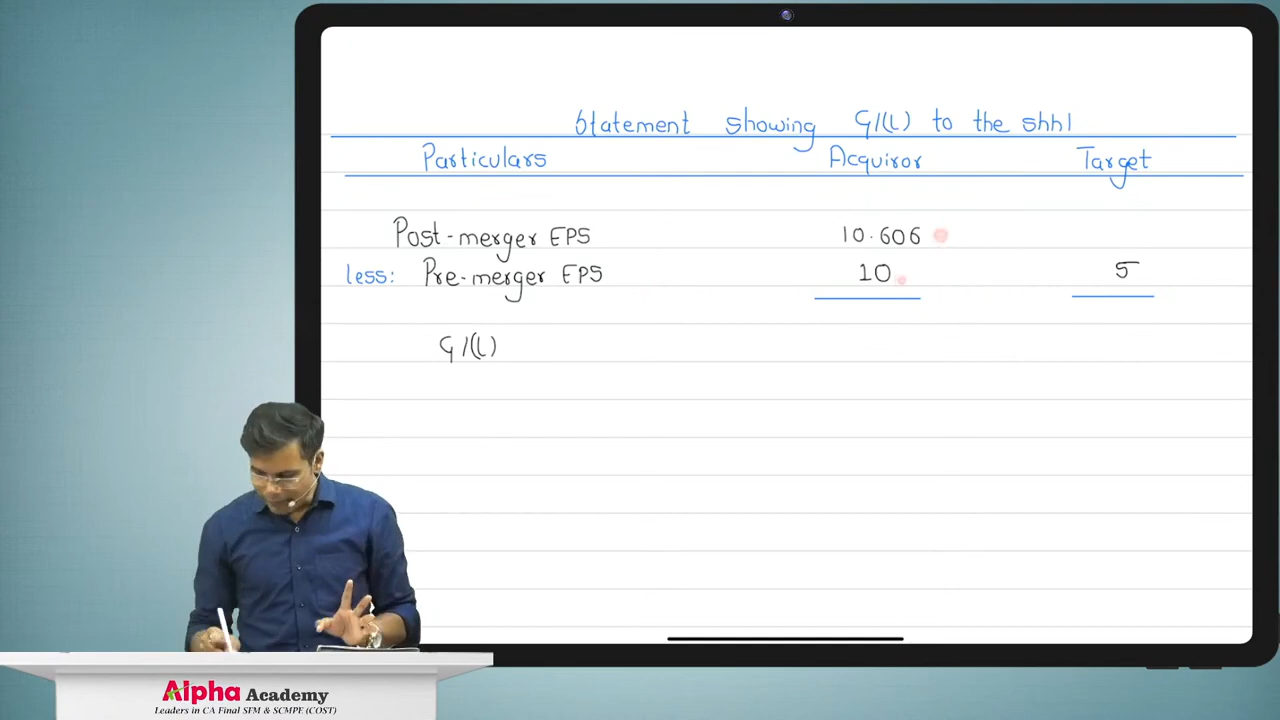 Statement showing G/(L) to the shhl
Particulars Acquiror Target
Post-merger EPS 10.606
less: Pre-merger EPS 10 5
G/(L)
Alpha Academy
Leaders in CA Final SFM & SCMPE (COST)